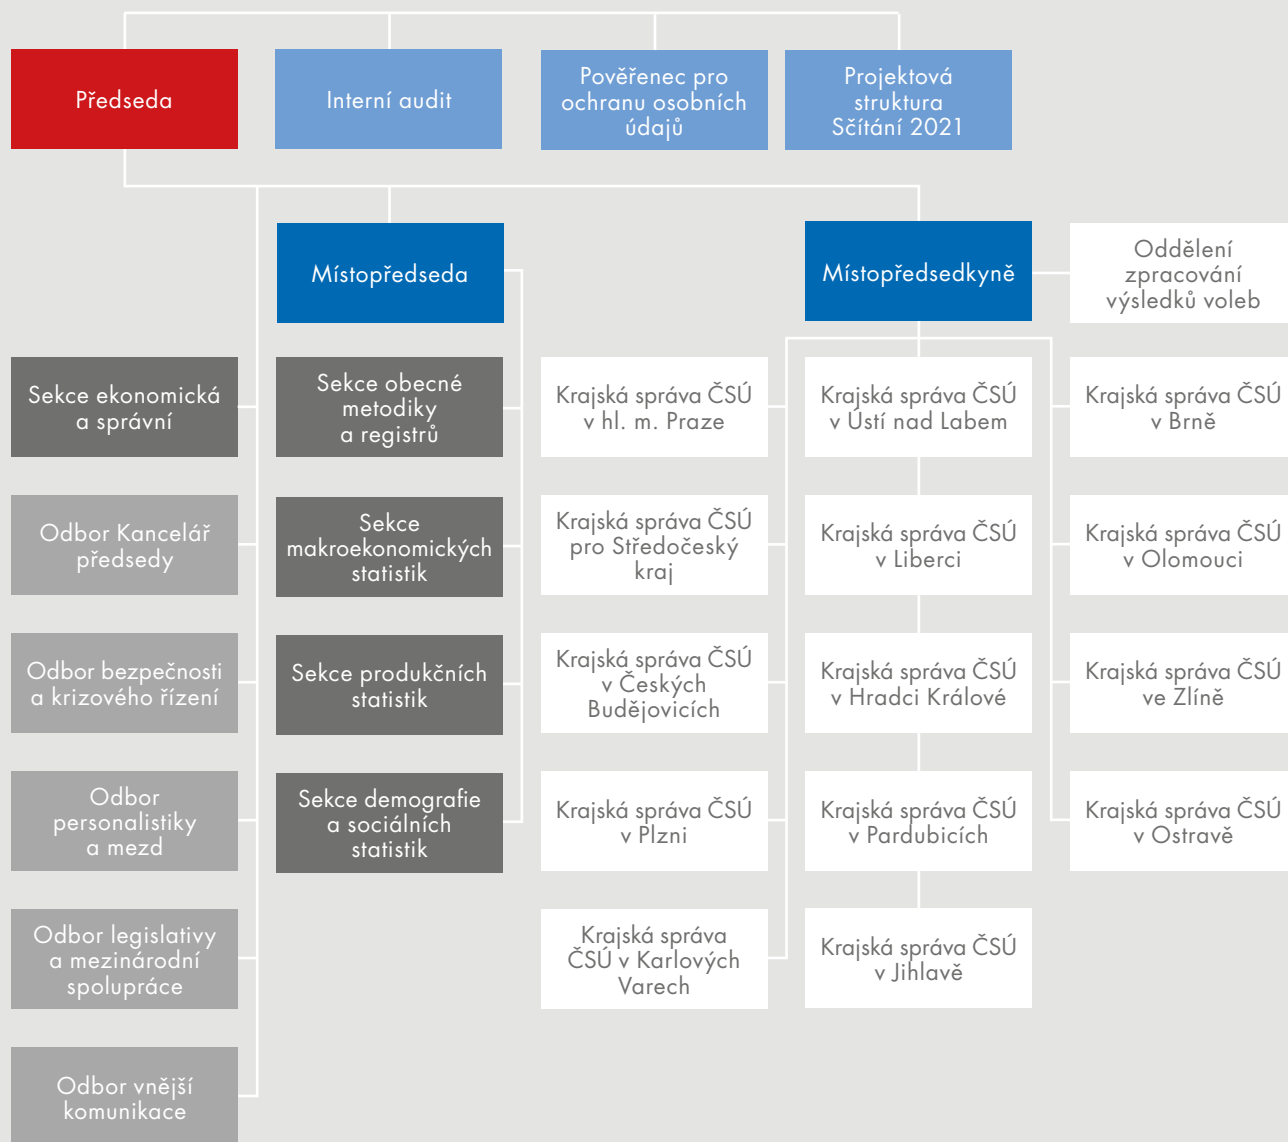 Předseda
Interní audit
Pověřenec pro
ochranu osobních
údajů
Projektová
struktura
Sčítání 2021
Místopředseda
Místopředsedkyně
Oddělení
zpracování
výsledků voleb
Sekce ekonomická
a správní
Sekce obecné
metodiky
a registrů
Krajská správa ČSÚ
v hl. m. Praze
Krajská správa ČSÚ
v Ústí nad Labem
Krajská správa ČSÚ
v Brně
Odbor Kancelář
předsedy
Sekce
makroekonomických
statistik
Krajská správa ČSÚ
pro Středočeský
kraj
Krajská správa ČSÚ
v Liberci
Krajská správa ČSÚ
v Olomouci
Odbor bezpečnosti
a krizového řízení
Sekce produkčních
statistik
Krajská správa ČSÚ
v Českých
Budějovicích
Krajská správa ČSÚ
v Hradci Králové
Krajská správa ČSÚ
ve Zlíně
Odbor
personalistiky
a mezd
Sekce demografie
a sociálních
statistik
Krajská správa ČSÚ
v Plzni
Krajská správa ČSÚ
v Pardubicích
Krajská správa ČSÚ
v Ostravě
Odbor legislativy
a mezinárodní
spolupráce
Krajská správa
ČSÚ v Karlových
Varech
Krajská správa ČSÚ
v Jihlavě
Odbor vnější
komunikace